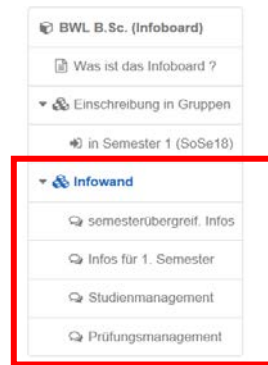 BWL B.Sc. (Infoboard)
Was ist das Infoboard ?
Einschreibung in Gruppen
in Semester 1 (SoSe18)
Infowand
semesterübergreif. Infos
Infos für 1. Semester
Studienmanagement
Prüfungsmanagement